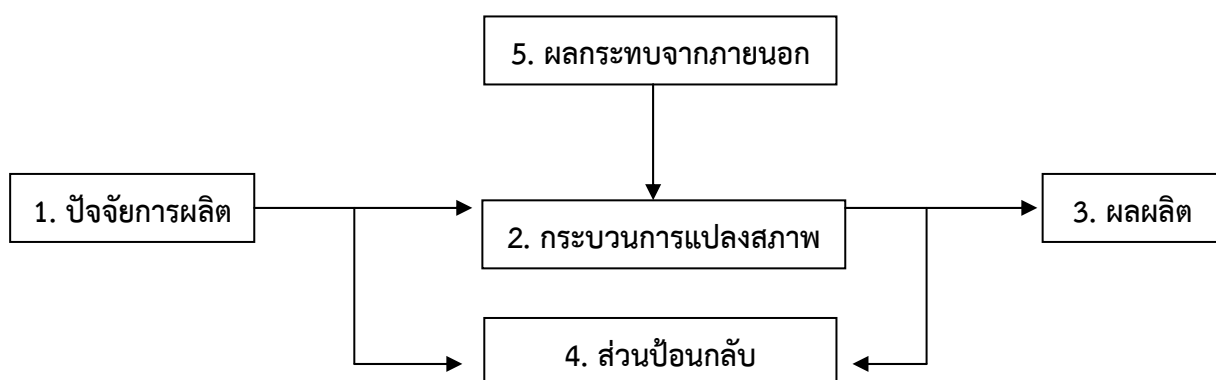 5. ผลกระทบจากภายนอก
1. ปัจจัยการผลิต
2. กระบวนการแปลงสภาพ
3. ผลผลิต
4. ส่วนป้อนกลับ